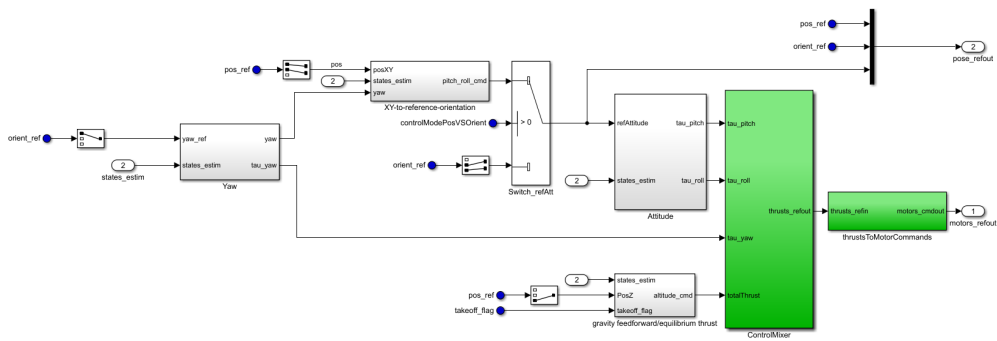 pos_ref
orient_ref
2
pose_refout
pos_ref
pos
2
posXY
states_estim
yaw
pitch_roll_cmd
XY-to-reference-orientation
controlModePosVSOrient
> 0
orient_ref
Switch_refAtt
orient_ref
2
states_estim
yaw_ref
states_estim
yaw
tau_yaw
Yaw
2
refAttitude
states_estim
tau_pitch
tau_roll
Attitude
tau_pitch
tau_roll
tau_yaw
totalThrust
thrusts_refout
ControlMixer
thrusts_refin
motors_cmdout
thrustsToMotorCommands
1
motors_refout
2
pos_ref
takeoff_flag
states_estim
PosZ
takeoff_flag
altitude_cmd
gravity feedforward/equilibrium thrust